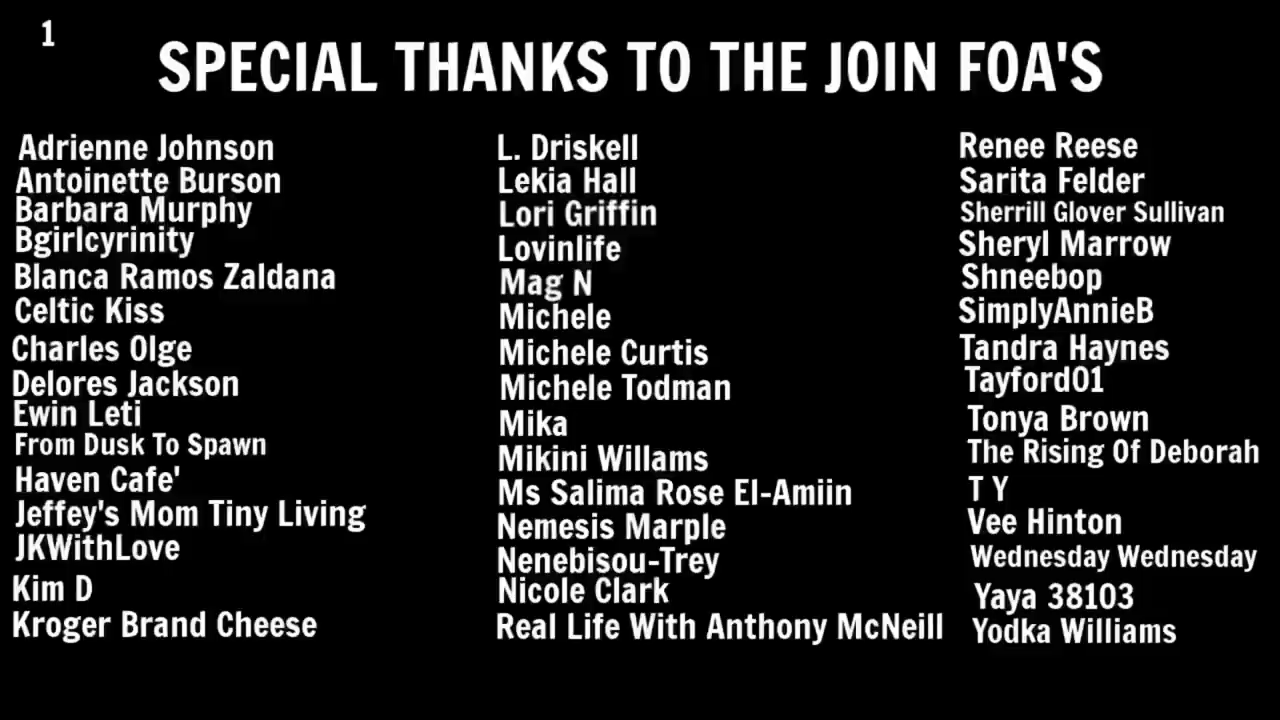 1
SPECIAL THANKS TO THE JOIN FOA'S
Adrienne Johnson
Antoinette Burson
Barbara Murphy
Bgirlcyrinity
Blanca Ramos Zaldana
Celtic Kiss
Charles Olge
Delores Jackson
Ewin Leti
From Dusk To Spawn
Haven Cafe'
Jeffey's Mom Tiny Living
JKWithLove
Kim D
Kroger Brand Cheese
L. Driskell
Lekia Hall
Lori Griffin
Lovinlife
Mag N
Michele
Michele Curtis
Michele Todman
Mika
Mikini Willams
Ms Salima Rose El-Amiin
Nemesis Marple
Nenebisou-Trey
Nicole Clark
Real Life With Anthony McNeill
Renee Reese
Sarita Felder
Sherrill Glover Sullivan
Sheryl Marrow
Shneebop
SimplyAnnieB
Tandra Haynes
Tayford01
Tonya Brown
The Rising Of Deborah
T Y
Vee Hinton
Wednesday Wednesday
Yaya 38103
Yodka Williams